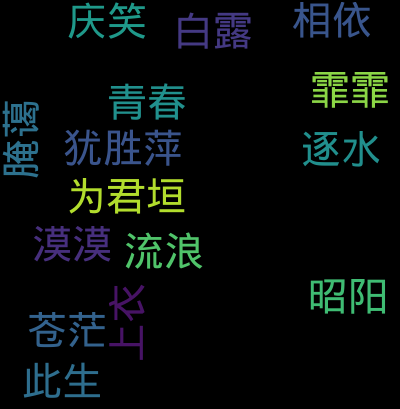 庆笑
白露
相依
霏霏
青春
腌蔼
犹胜萍
逐水
为君垣
漠漠
流浪
昭阳
上衣
苍茫
此生